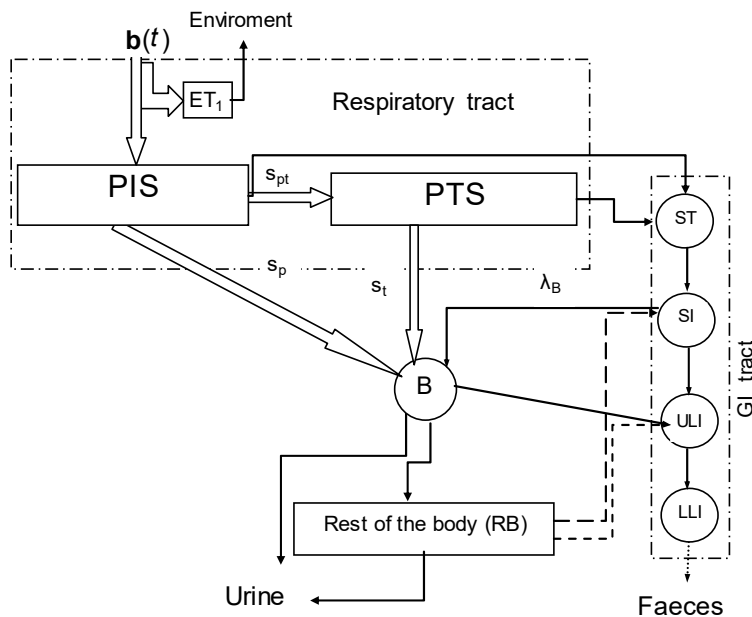 Enviroment
b(t)
ET1
Respiratory tract
PIS
spt
PTS
ST
sp
st
λB
SI
B
ULI
GI tract
LLI
Rest of the body (RB)
Urine
Faeces